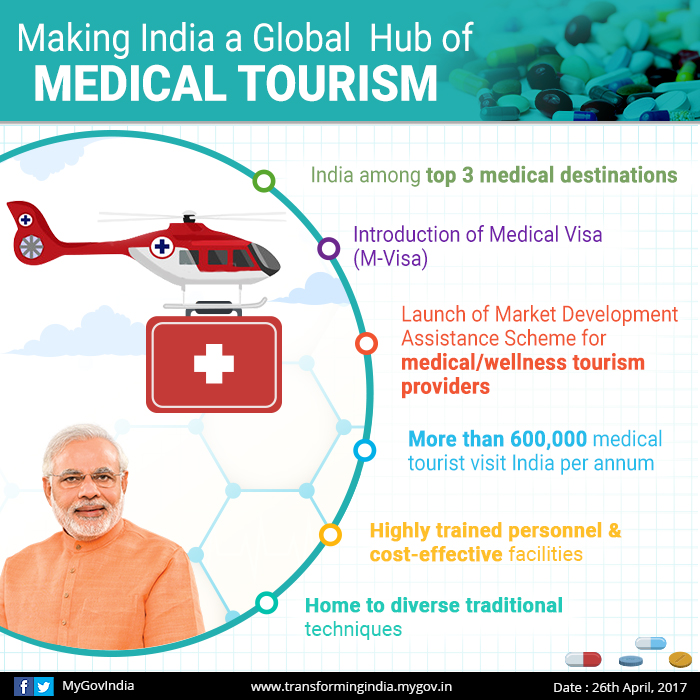 Making India a Global Hub of
MEDICAL TOURISM
India among top 3 medical destinations
Introduction of Medical Visa
(M-Visa)
Launch of Market Development
Assistance Scheme for
medical/wellness tourism
providers
More than 600,000 medical
tourist visit India per annum
Highly trained personnel &
cost-effective facilities
Home to diverse traditional
techniques
MyGovIndia
www.transformingindia.mygov.in
Date : 26th April, 2017